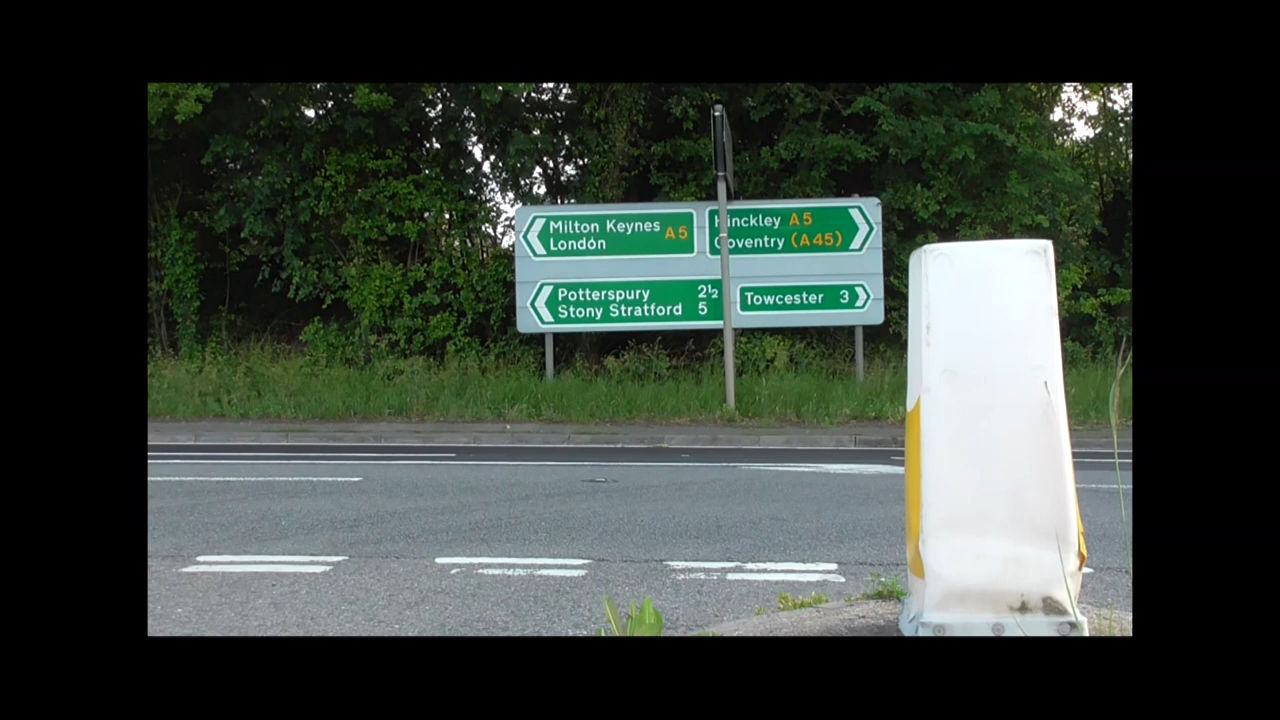 Milton Keynes A5
London
Hinckley A5
Coventry (A45)
Potterspury 2½
Stony Stratford 5
Towcester 3